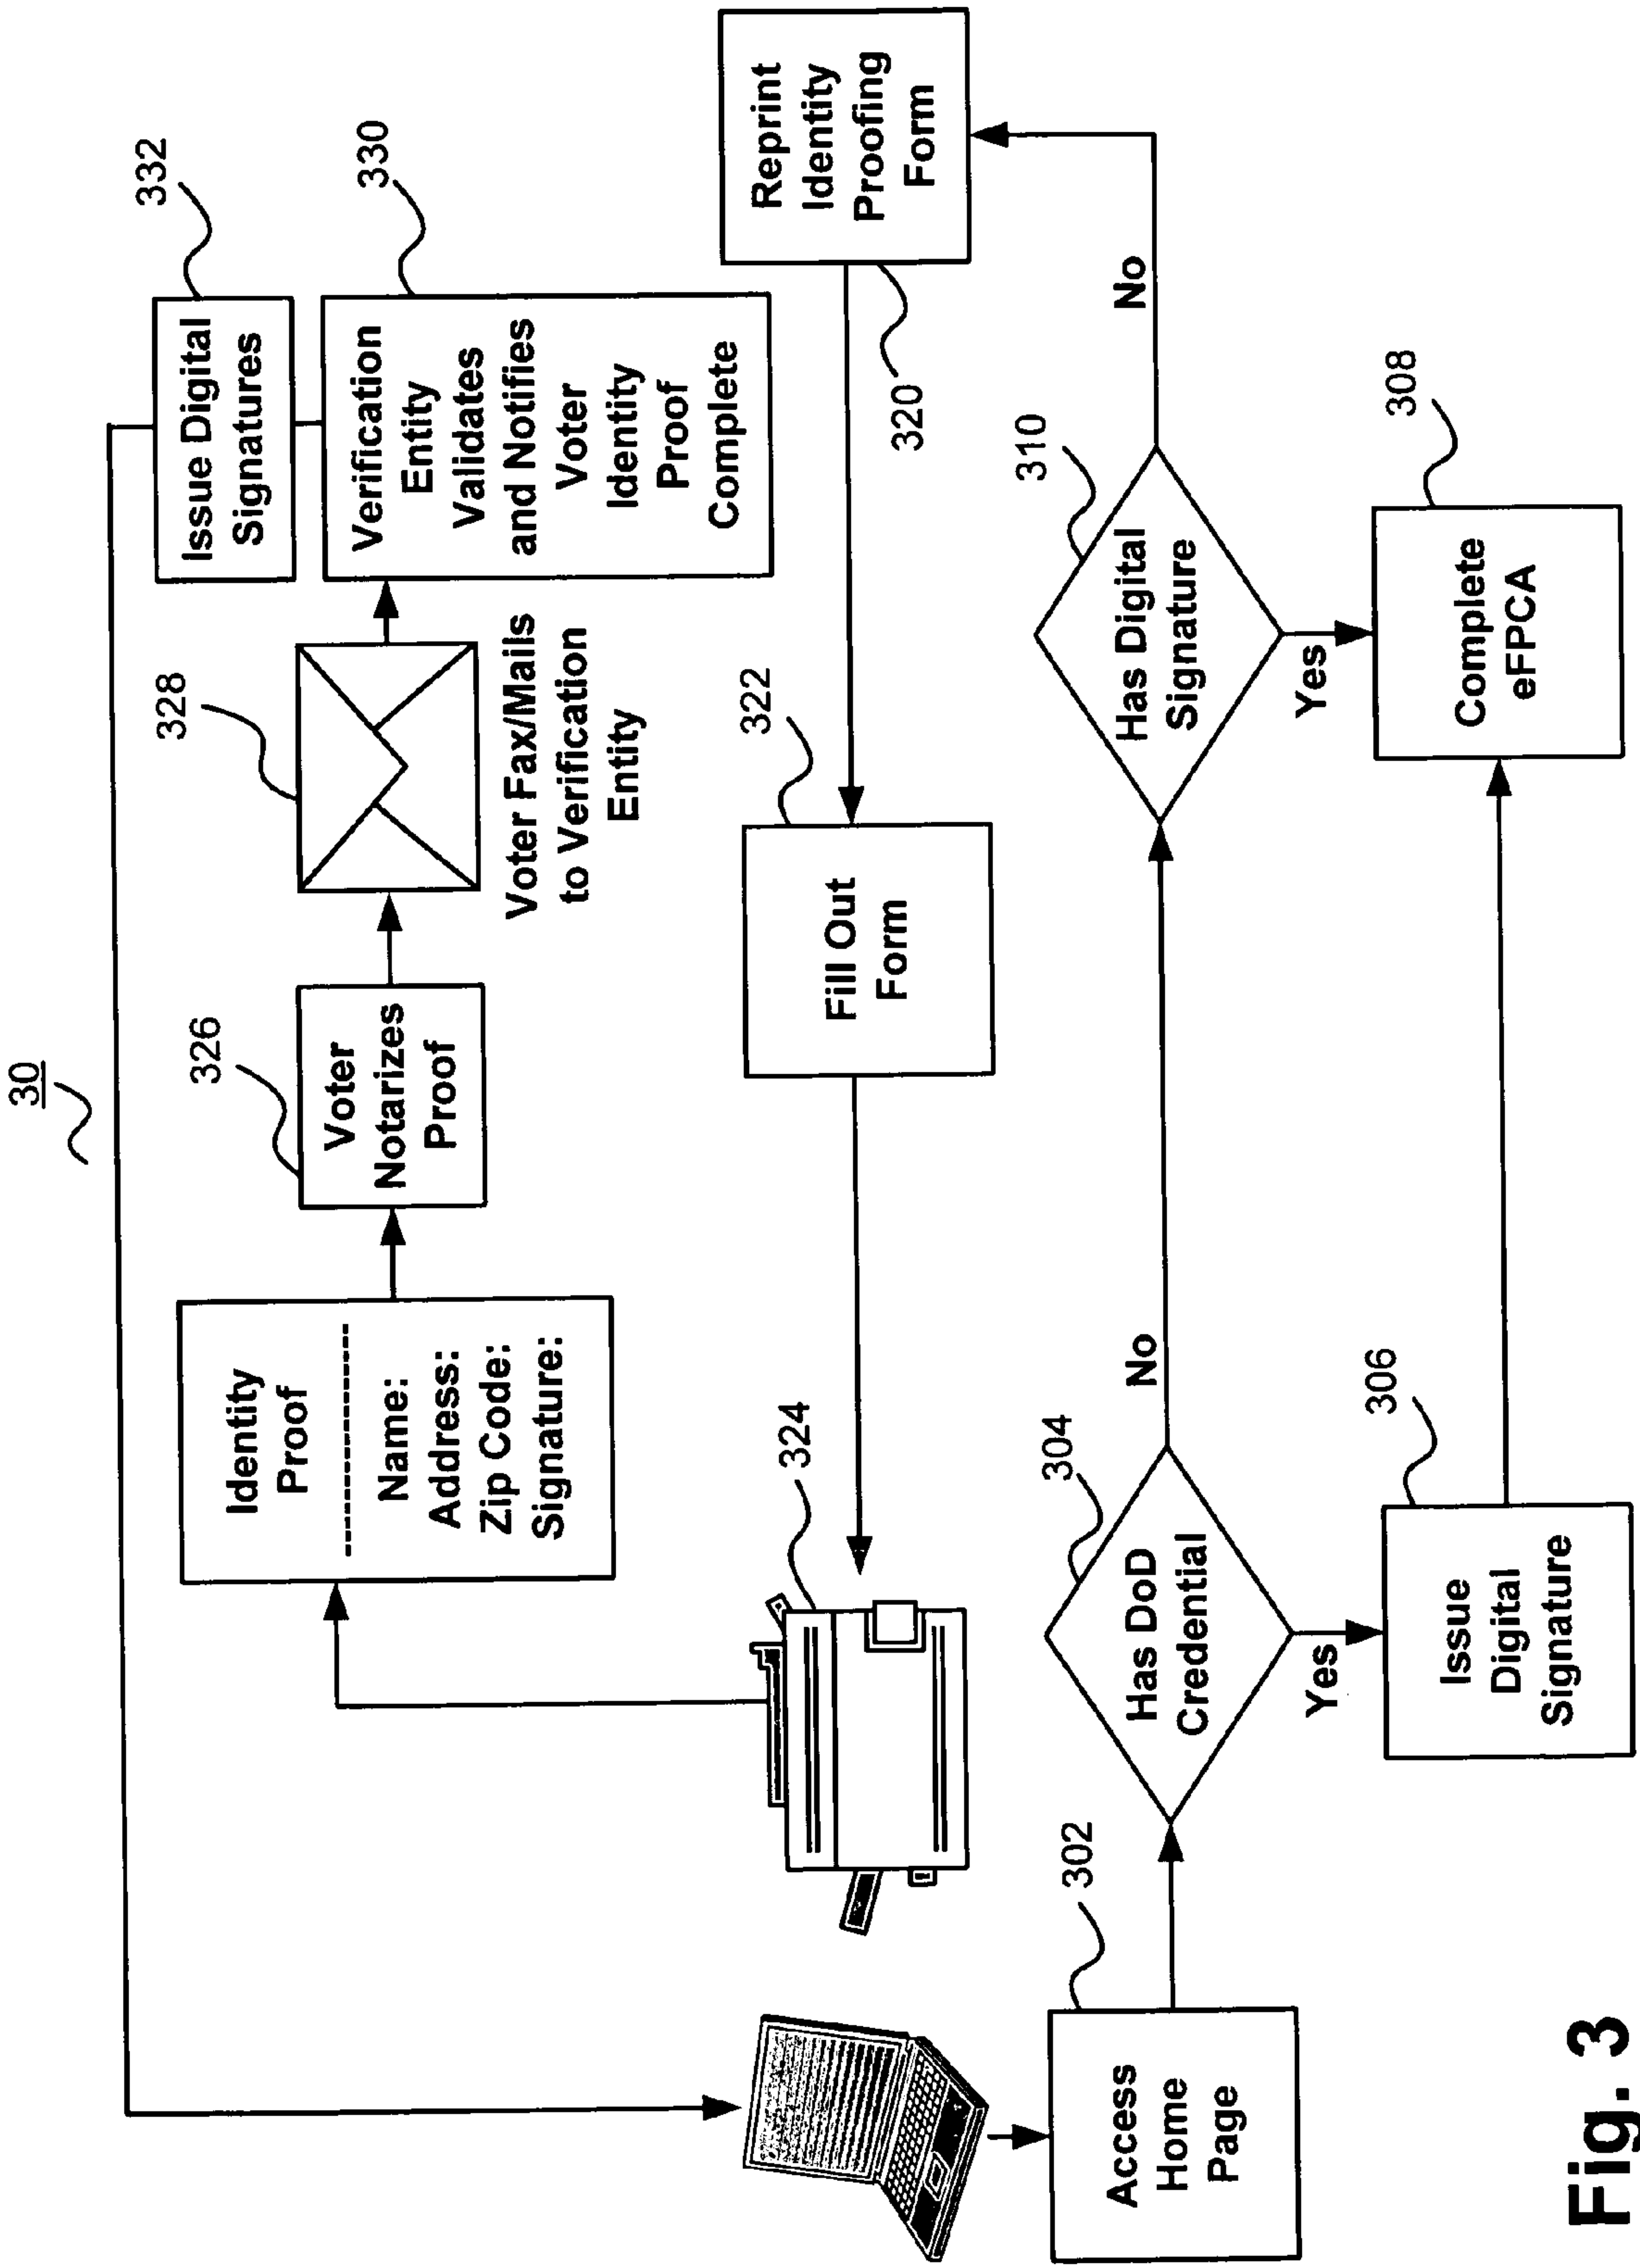 30
332
Issue Digital
Signatures
330
Verification
Entity
Validates
and Notifies
Voter
Identity
Proof
Complete
328
Voter Fax/Mails
to Verification
Entity
326
Voter
Notarizes
Proof
Identity
Proof
Name:
Address:
Zip Code:
Signature:
324
322
Fill Out
Form
320
Reprint
Identity
Proofing
Form
302
Access
Home
Page
304
Has DoD
Credential
No
Yes
310
Has Digital
Signature
No
Yes
306
Issue
Digital
Signature
308
Complete
eFPCA
Fig. 3